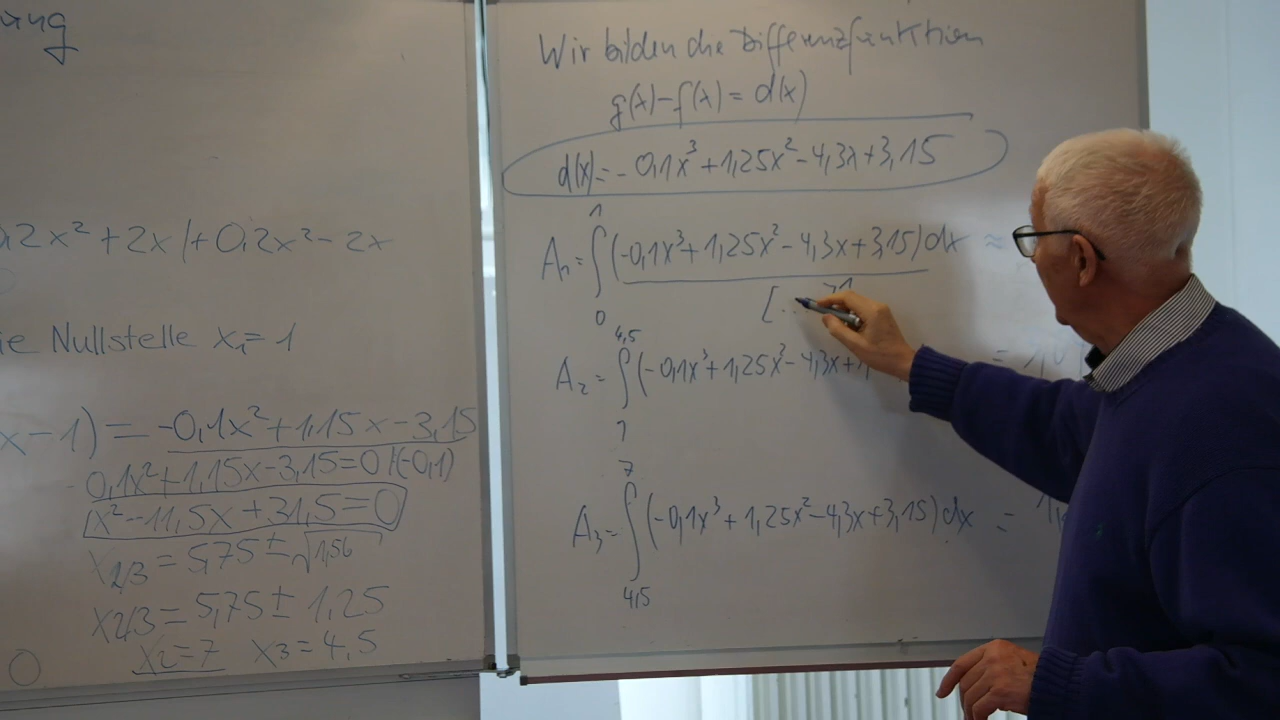 ung
0,2x² + 2x |+ 0,2x² - 2x
ie Nullstelle x₁ = 1
(x-1) = -0,1x² + 1,15x - 3,15
0,1x² + 1,15x - 3,15 = 0 |(-0,1)
x² - 11,5x + 31,5 = 0
x₂/₃ = 5,75 ± √1,56
x₂/₃ = 5,75 ± 1,25
x₂ = 7 x₃ = 4,5
Wir bilden die Differenzfunktion
g(x) - f(x) = d(x)
d(x) = -0,1x³ + 1,25x² - 4,3x + 3,15
A₁ = ∫₀¹ (-0,1x³ + 1,25x² - 4,3x + 3,15) dx ≈
A₂ = ∫₁^4,5 (-0,1x³ + 1,25x² - 4,3x +
A₃ = ∫_4,5^7 (-0,1x³ + 1,25x² - 4,3x + 3,15) dx =